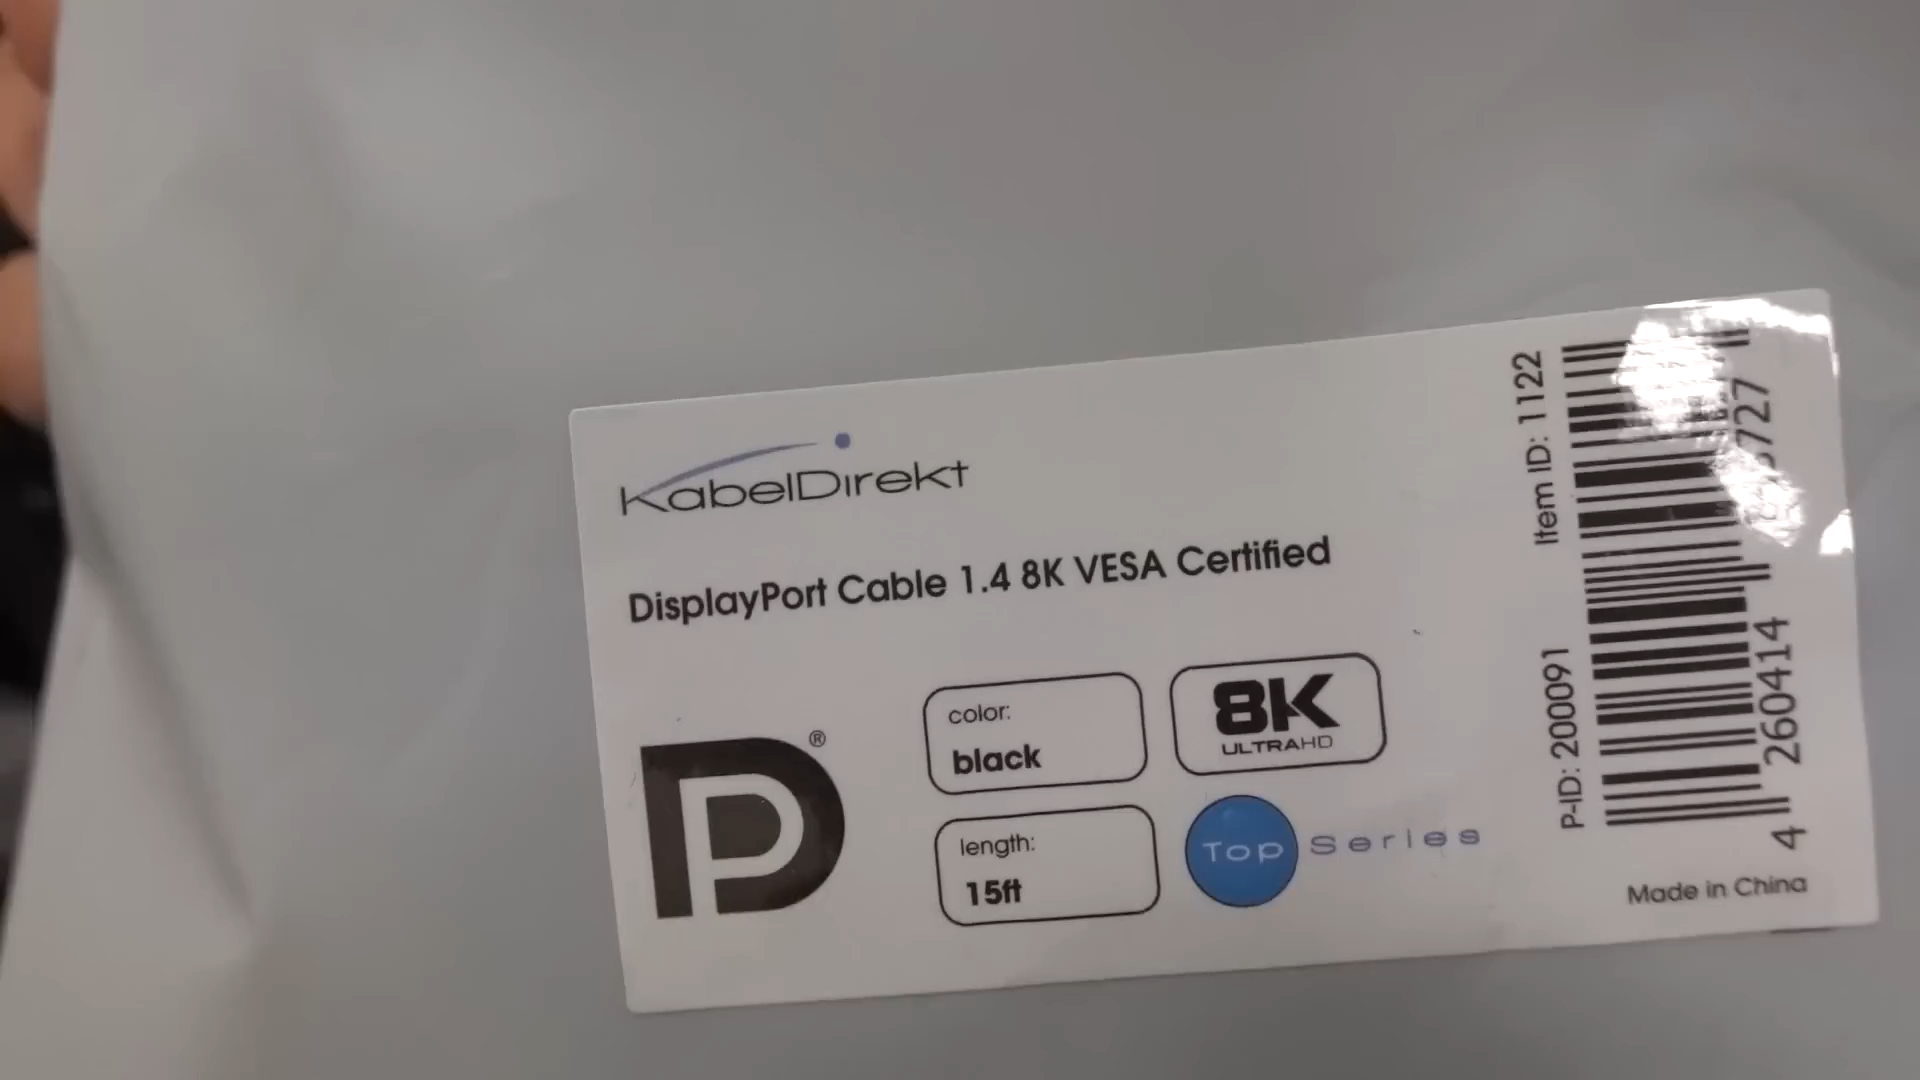 KabelDirekt
DisplayPort Cable 1.4 8K VESA Certified
DP®
color:
black
8K
ULTRAHD
length:
15ft
Top Series
Item ID: 1122
P-ID: 200091
4 260414
Made in China